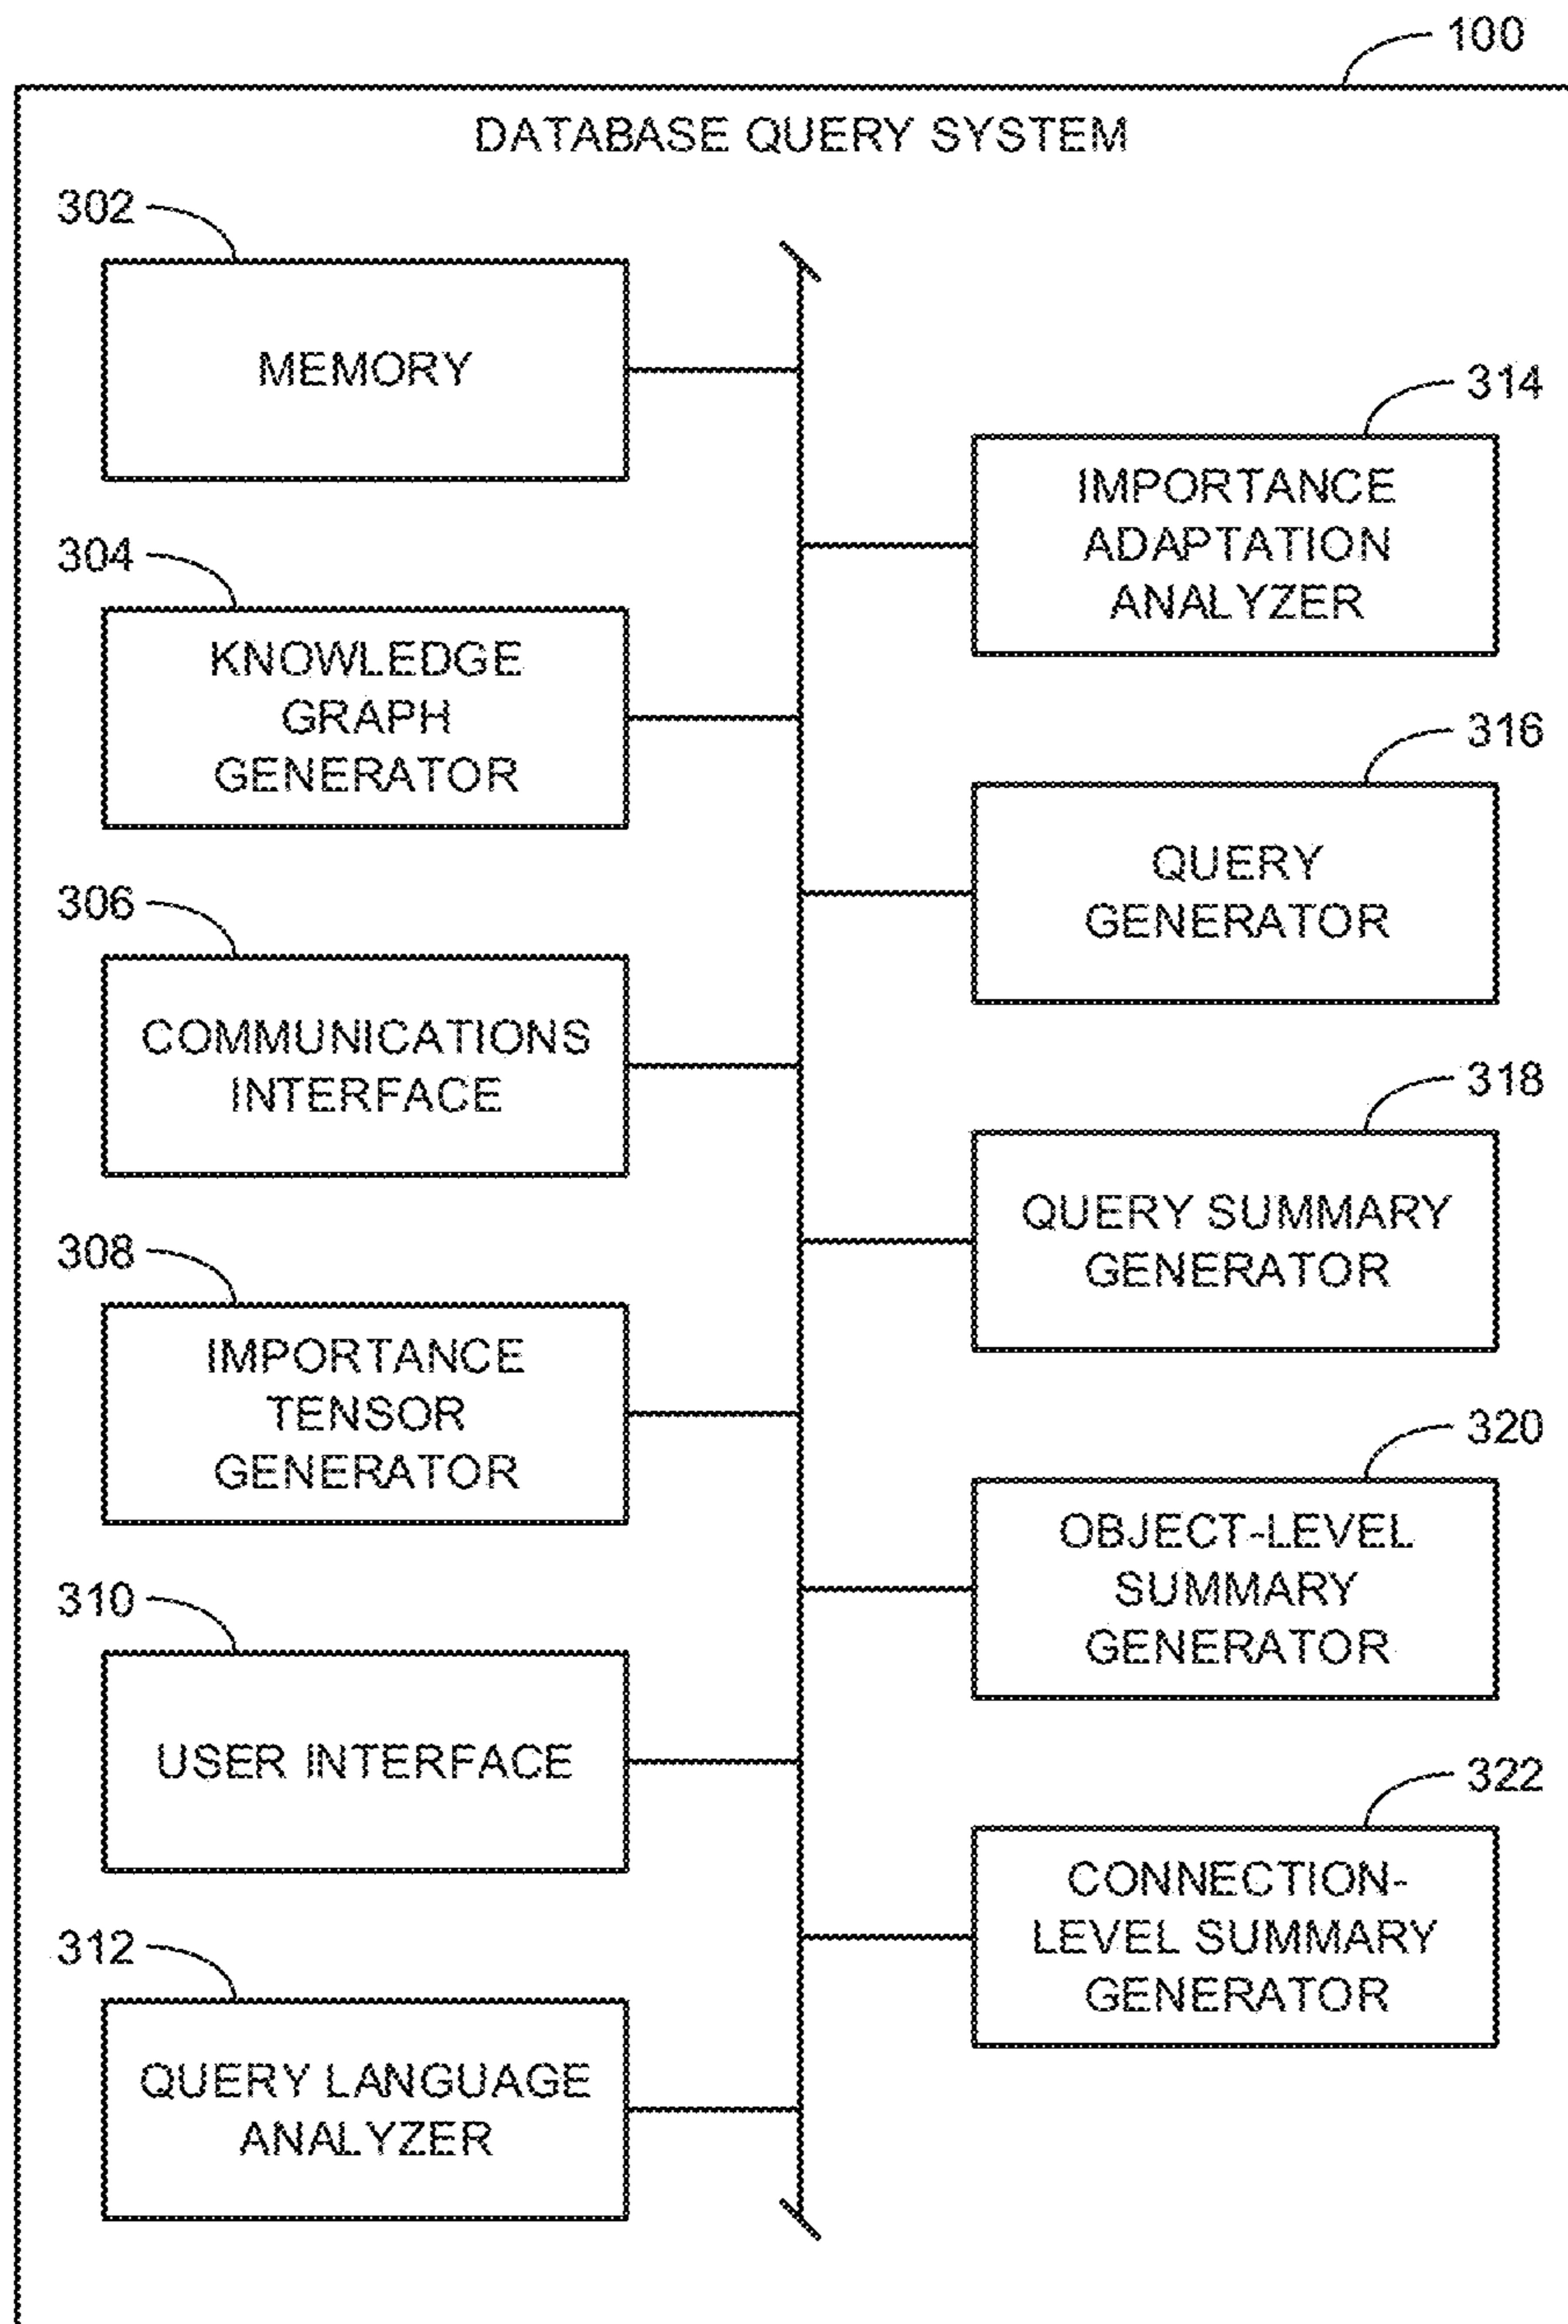 100
DATABASE QUERY SYSTEM
302
MEMORY
304
KNOWLEDGE
GRAPH
GENERATOR
306
COMMUNICATIONS
INTERFACE
308
IMPORTANCE
TENSOR
GENERATOR
310
USER INTERFACE
312
QUERY LANGUAGE
ANALYZER
314
IMPORTANCE
ADAPTATION
ANALYZER
316
QUERY
GENERATOR
318
QUERY SUMMARY
GENERATOR
320
OBJECT-LEVEL
SUMMARY
GENERATOR
322
CONNECTION-
LEVEL SUMMARY
GENERATOR